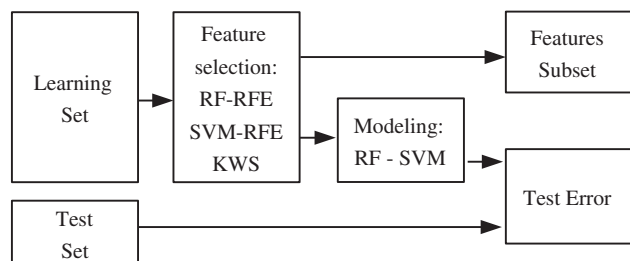 Learning
Set
Feature
selection:
RF-RFE
SVM-RFE
KWS
Features
Subset
Modeling:
RF - SVM
Test Error
Test
Set